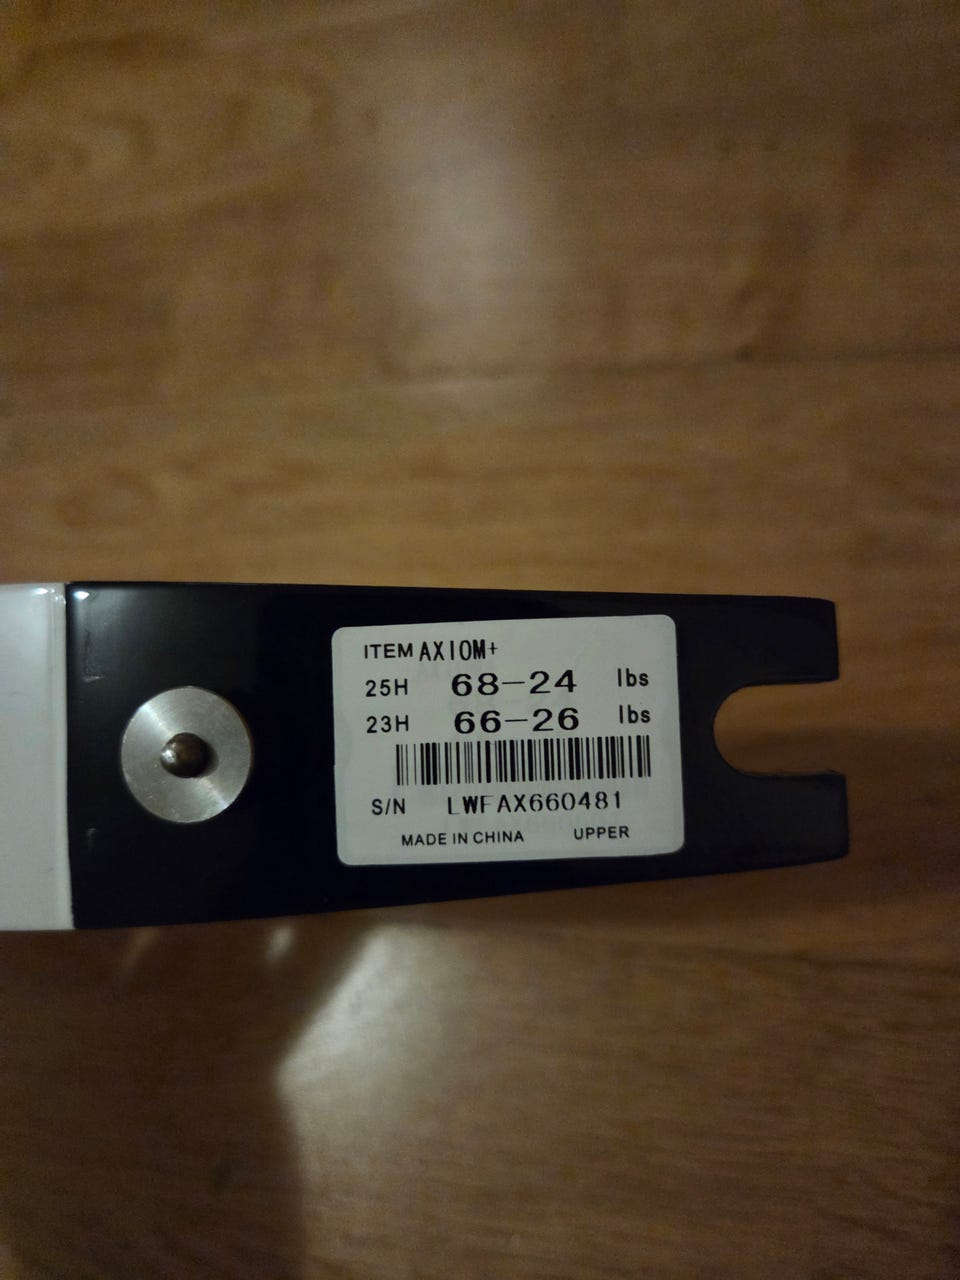 ITEM AXIOM+
25H 68-24 lbs
23H 66-26 lbs
S/N LWFAX660481
MADE IN CHINA UPPER